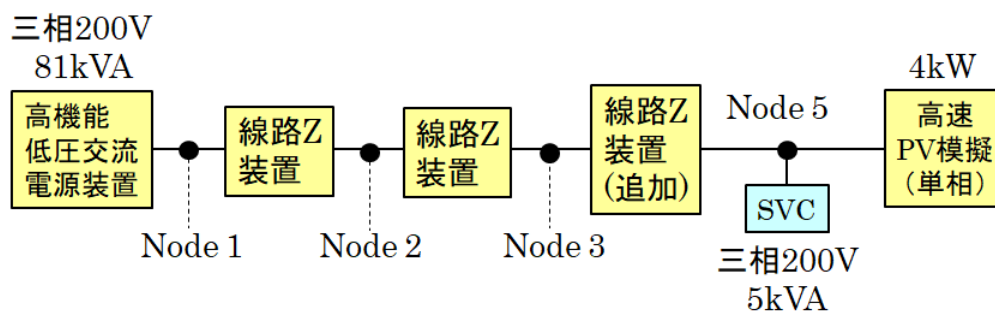 三相200V
81kVA
高機能
低圧交流
電源装置
線路Z
装置
線路Z
装置
線路Z
装置
(追加)
Node 5
4kW
高速
PV模擬
（単相）
SVC
Node 1
Node 2
Node 3
三相200V
5kVA